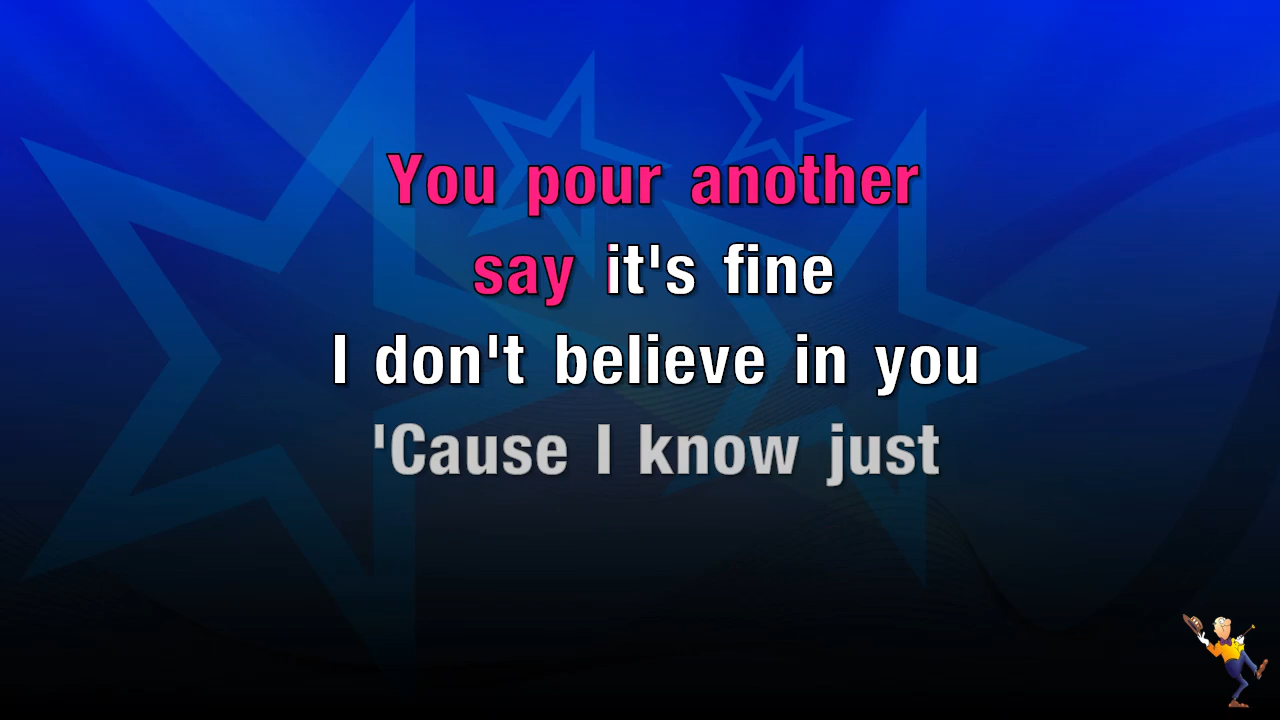 You pour another
say it's fine
I don't believe in you
'Cause I know just